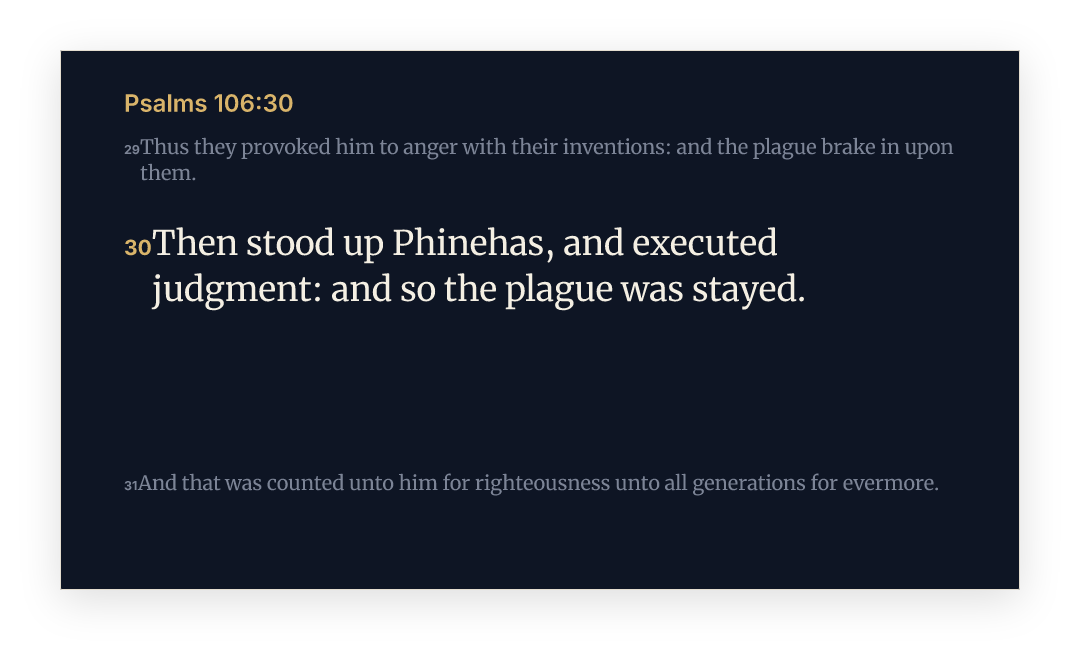 Psalms 106:30
29Thus they provoked him to anger with their inventions: and the plague brake in upon
them.
30Then stood up Phinehas, and executed
judgment: and so the plague was stayed.
31And that was counted unto him for righteousness unto all generations for evermore.